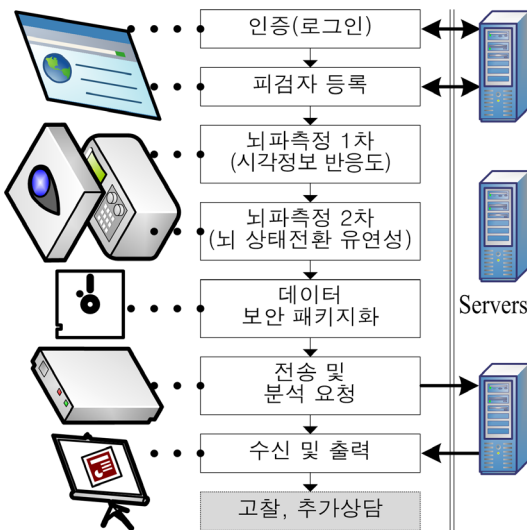 인증(로그인)
피검자 등록
뇌파측정 1차
(시각정보 반응도)
뇌파측정 2차
(뇌 상태전환 유연성)
데이터
보안 패키지화
Servers
전송 및
분석 요청
수신 및 출력
고찰, 추가상담